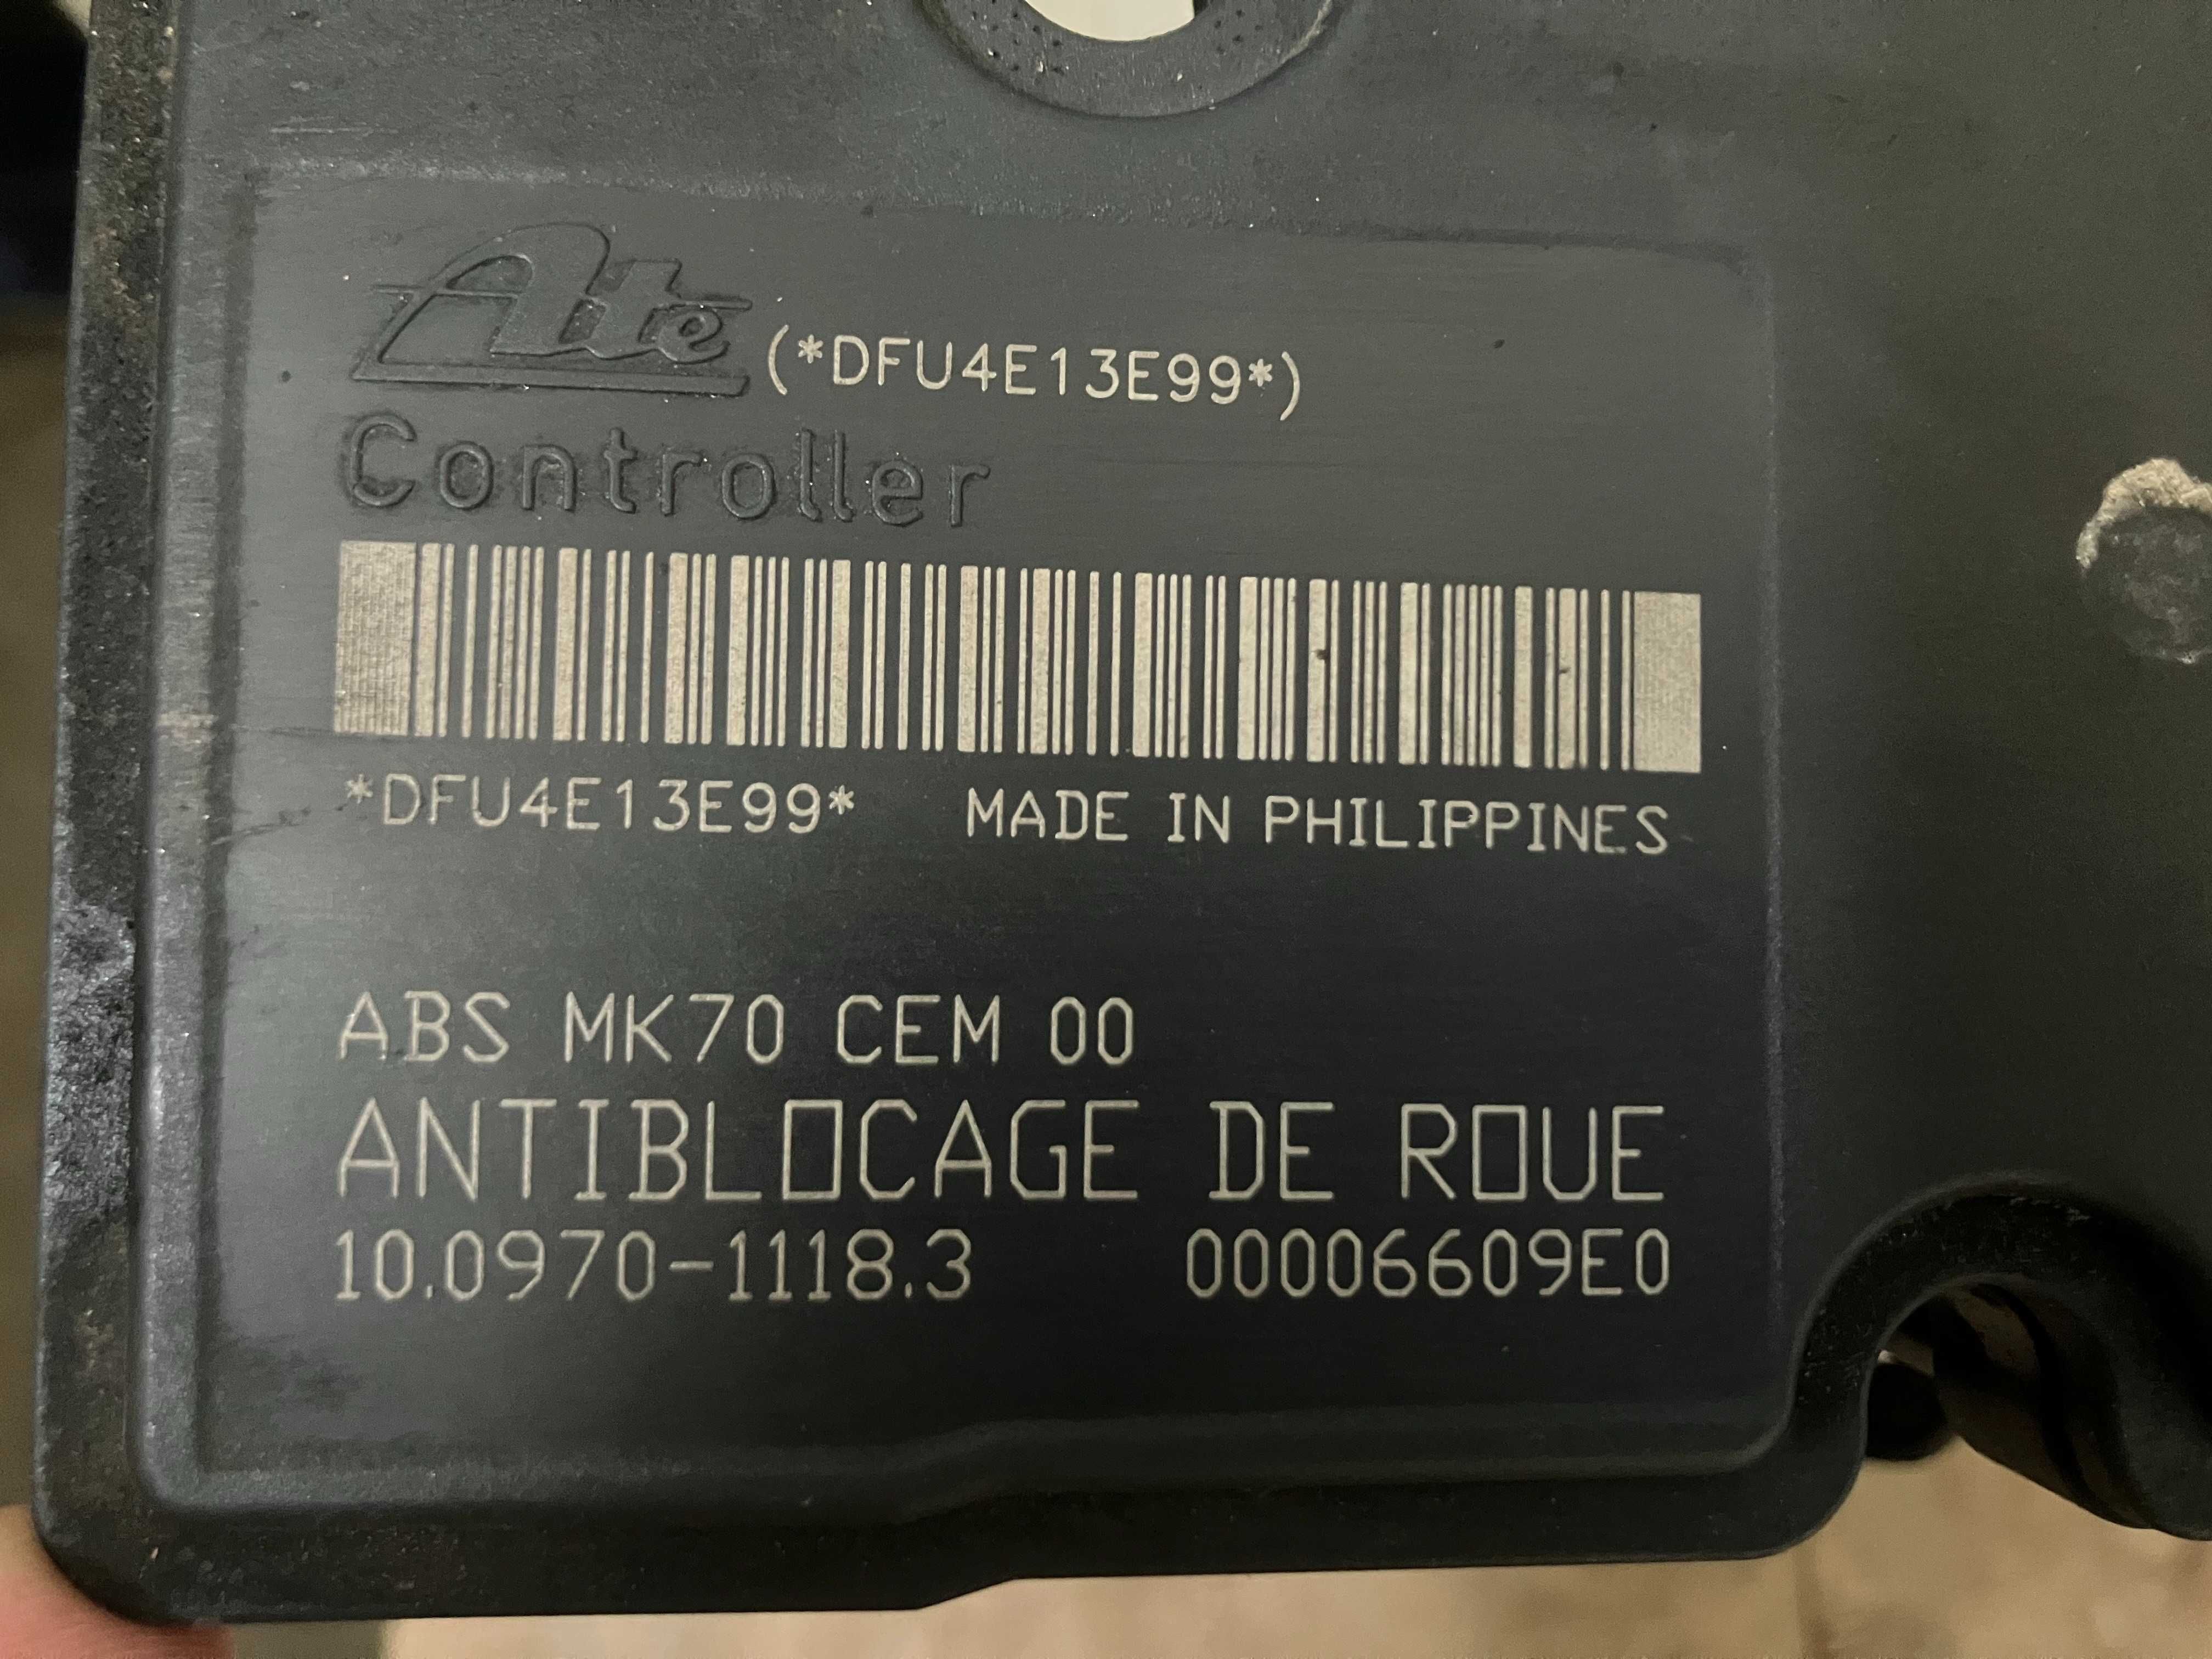 Ate (*DFU4E13E99*)
Controller
*DFU4E13E99* MADE IN PHILIPPINES
ABS MK70 CEM 00
ANTIBLOCAGE DE ROUE
10.0970-1118.3 00006609E0